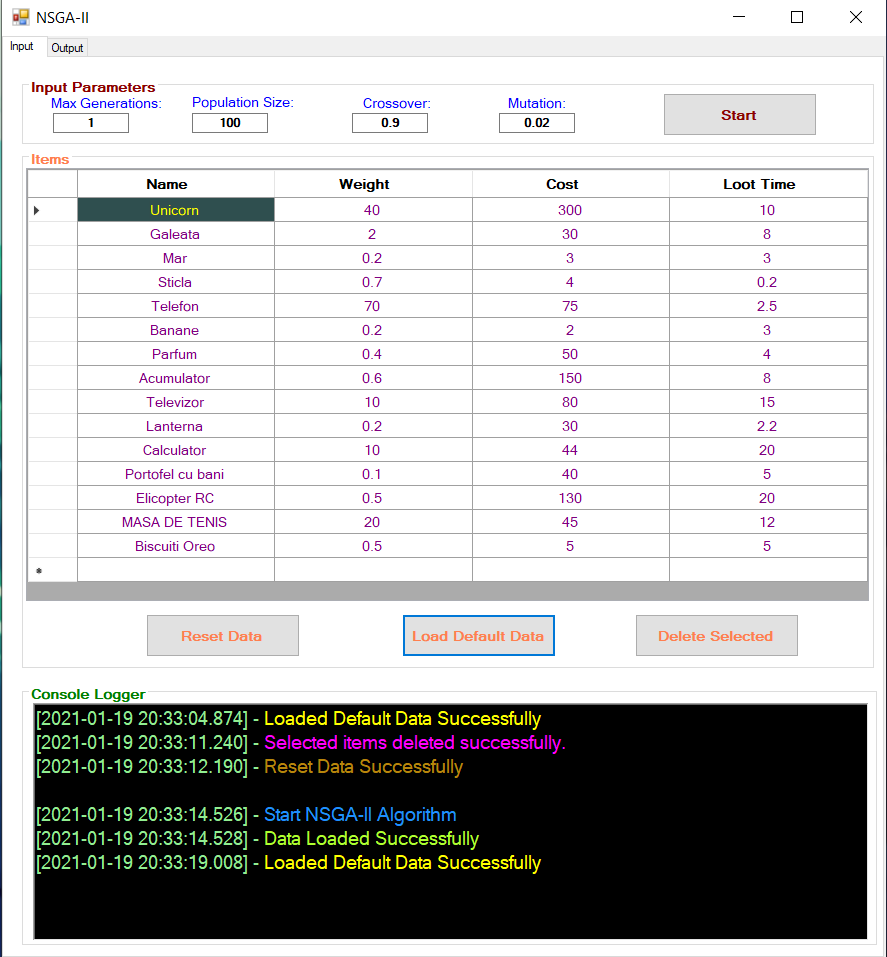 NSGA-II
Input Output
Input Parameters
Max Generations: Population Size: Crossover: Mutation:
1 100 0.9 0.02 Start
Items
Name Weight Cost Loot Time
Unicorn 40 300 10
Galeata 2 30 8
Mar 0.2 3 3
Sticla 0.7 4 0.2
Telefon 70 75 2.5
Banane 0.2 2 3
Parfum 0.4 50 4
Acumulator 0.6 150 8
Televizor 10 80 15
Lanterna 0.2 30 2.2
Calculator 10 44 20
Portofel cu bani 0.1 40 5
Elicopter RC 0.5 130 20
MASA DE TENIS 20 45 12
Biscuiti Oreo 0.5 5 5
*
Reset Data Load Default Data Delete Selected
Console Logger
[2021-01-19 20:33:04.874] - Loaded Default Data Successfully
[2021-01-19 20:33:11.240] - Selected items deleted successfully.
[2021-01-19 20:33:12.190] - Reset Data Successfully
[2021-01-19 20:33:14.526] - Start NSGA-II Algorithm
[2021-01-19 20:33:14.528] - Data Loaded Successfully
[2021-01-19 20:33:19.008] - Loaded Default Data Successfully